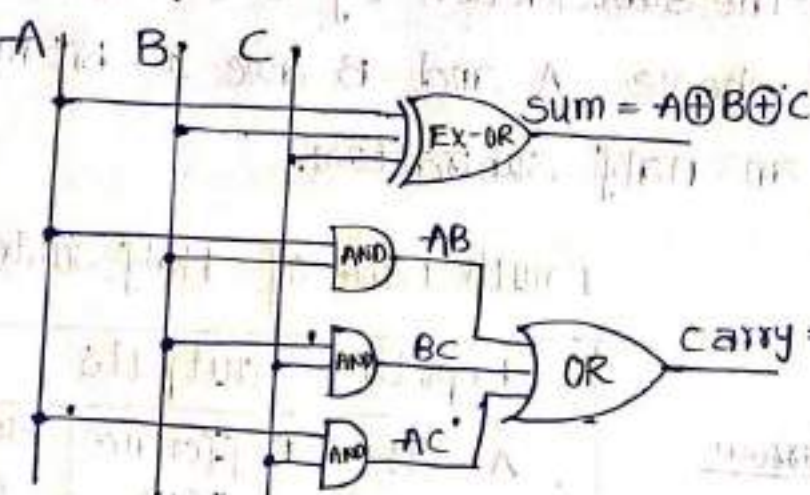 A B C
EX-OR sum = A⊕B⊕C
AND AB
AND BC
OR carry =
AND AC